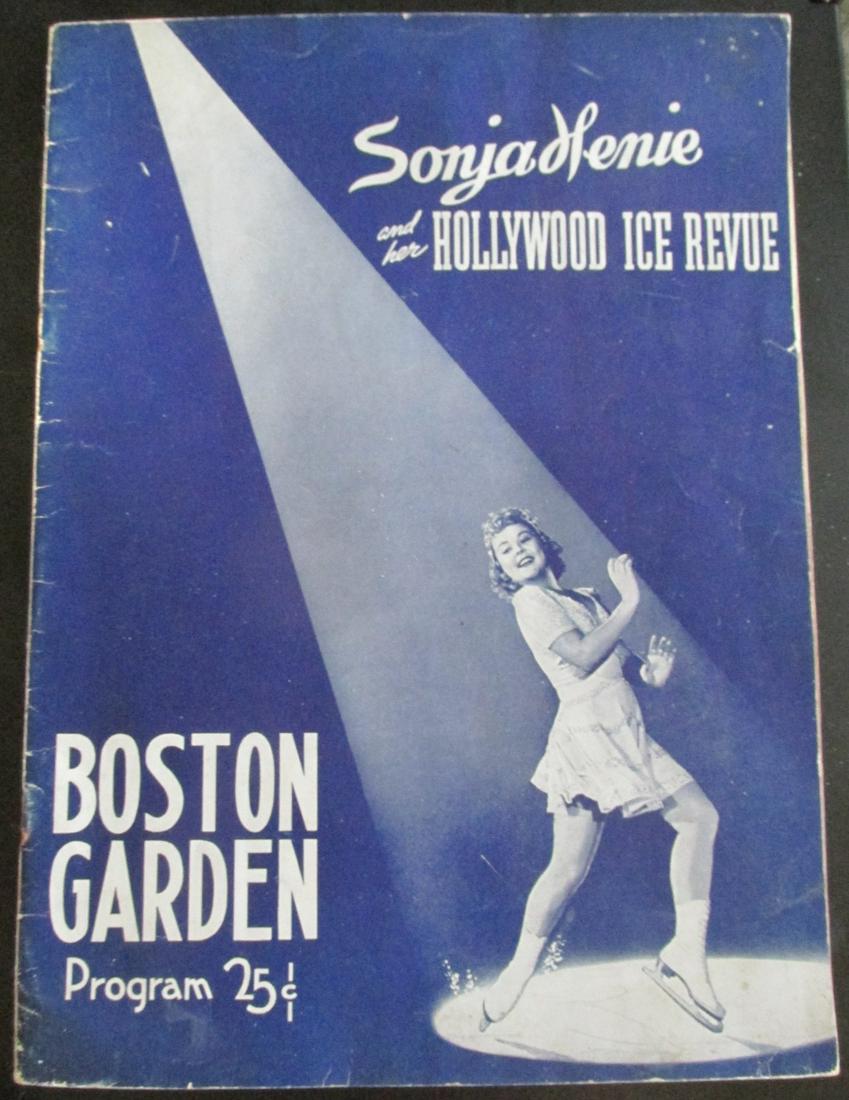 Sonja Henie
and her HOLLYWOOD ICE REVUE
BOSTON
GARDEN
Program 25¢